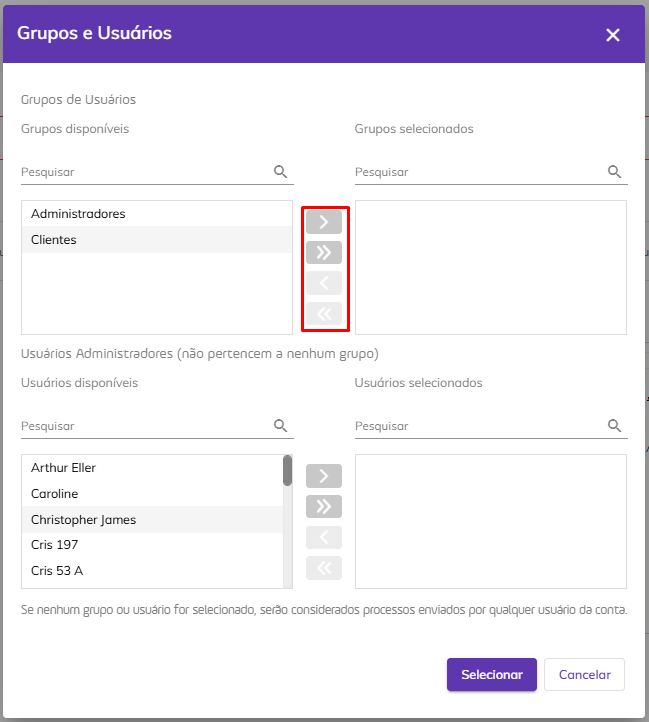 Grupos e Usuários
Grupos de Usuários
Grupos disponíveis
Grupos selecionados
Pesquisar
Pesquisar
Administradores
Clientes
Usuários Administradores (não pertencem a nenhum grupo)
Usuários disponíveis
Usuários selecionados
Pesquisar
Pesquisar
Arthur Eller
Caroline
Christopher James
Cris 197
Cris 53 A
Se nenhum grupo ou usuário for selecionado, serão considerados processos enviados por qualquer usuário da conta.
Selecionar
Cancelar